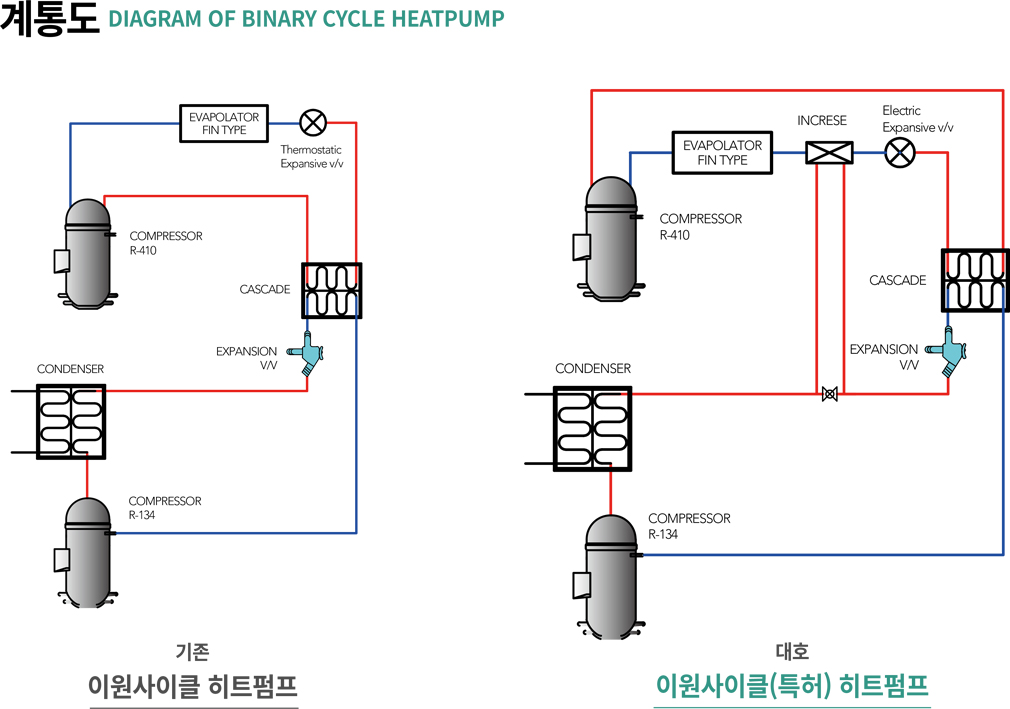 계통도 DIAGRAM OF BINARY CYCLE HEATPUMP
EVAPOLATOR
FIN TYPE
Thermostatic
Expansive v/v
COMPRESSOR
R-410
CASCADE
EXPANSION
V/V
CONDENSER
COMPRESSOR
R-134
기존
이원사이클 히트펌프
INCRESE
Electric
Expansive v/v
EVAPOLATOR
FIN TYPE
COMPRESSOR
R-410
CASCADE
EXPANSION
V/V
CONDENSER
COMPRESSOR
R-134
대호
이원사이클(특허) 히트펌프